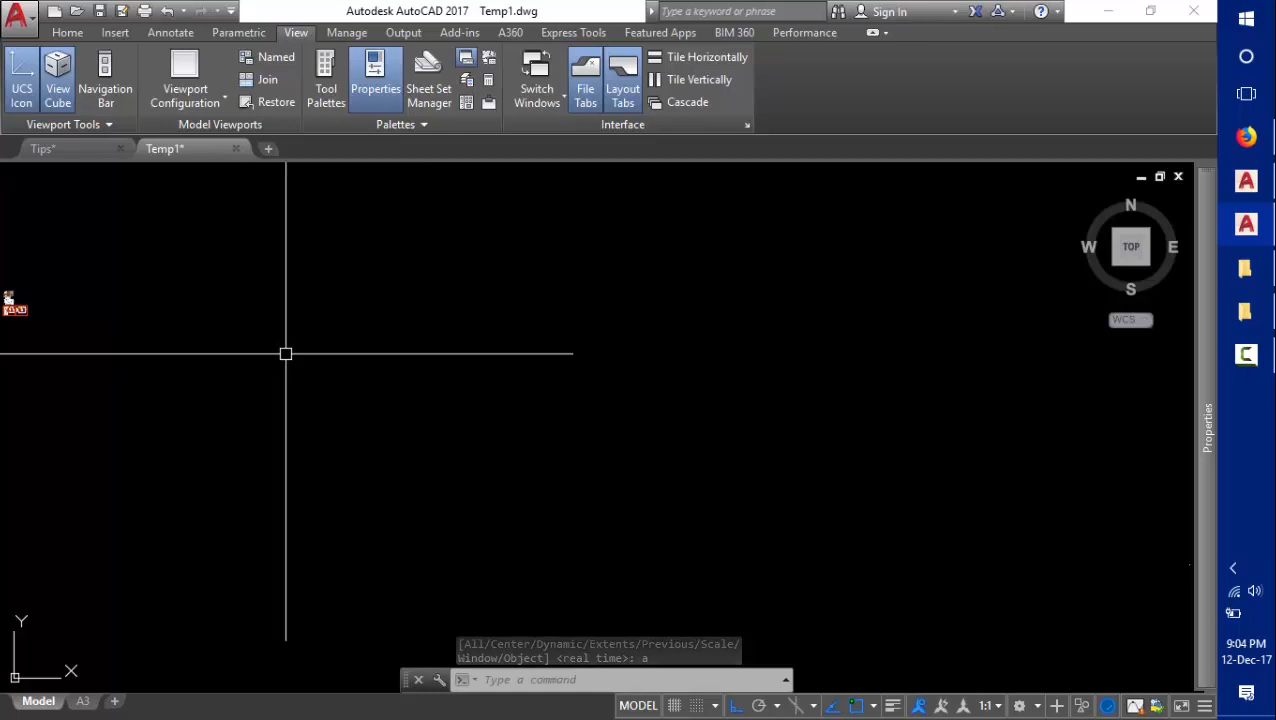 Autodesk AutoCAD 2017 Temp1.dwg
Type a keyword or phrase
Sign In
Home Insert Annotate Parametric View Manage Output Add-ins A360 Express Tools Featured Apps BIM 360 Performance
UCS Icon
View Cube
Navigation Bar
Viewport Configuration
Named
Join
Restore
Tool Palettes
Properties
Sheet Set Manager
Switch Windows
File Tabs
Layout Tabs
Tile Horizontally
Tile Vertically
Cascade
Viewport Tools Model Viewports Palettes Interface
Tips* Temp1*
N
W TOP E
S
WCS
Properties
Y
X
[All/Center/Dynamic/Extents/Previous/Scale/
Window/Object] <real time>: a
Type a command
Model A3
MODEL 1:1
9:04 PM
12-Dec-17